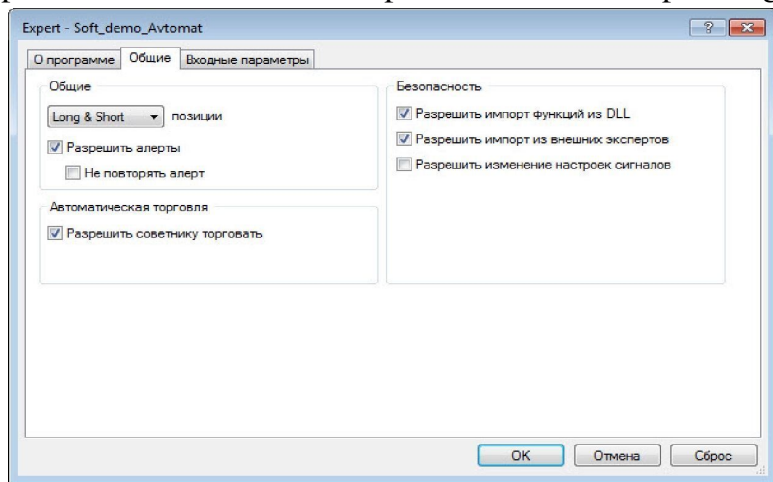 Expert - Soft_demo_Avtomat
О программе Общие Входные параметры
Общие
Long & Short позиции
Разрешить алерты
Не повторять алерт
Автоматическая торговля
Разрешить советнику торговать
Безопасность
Разрешить импорт функций из DLL
Разрешить импорт из внешних экспертов
Разрешить изменение настроек сигналов
OK Отмена Сброс